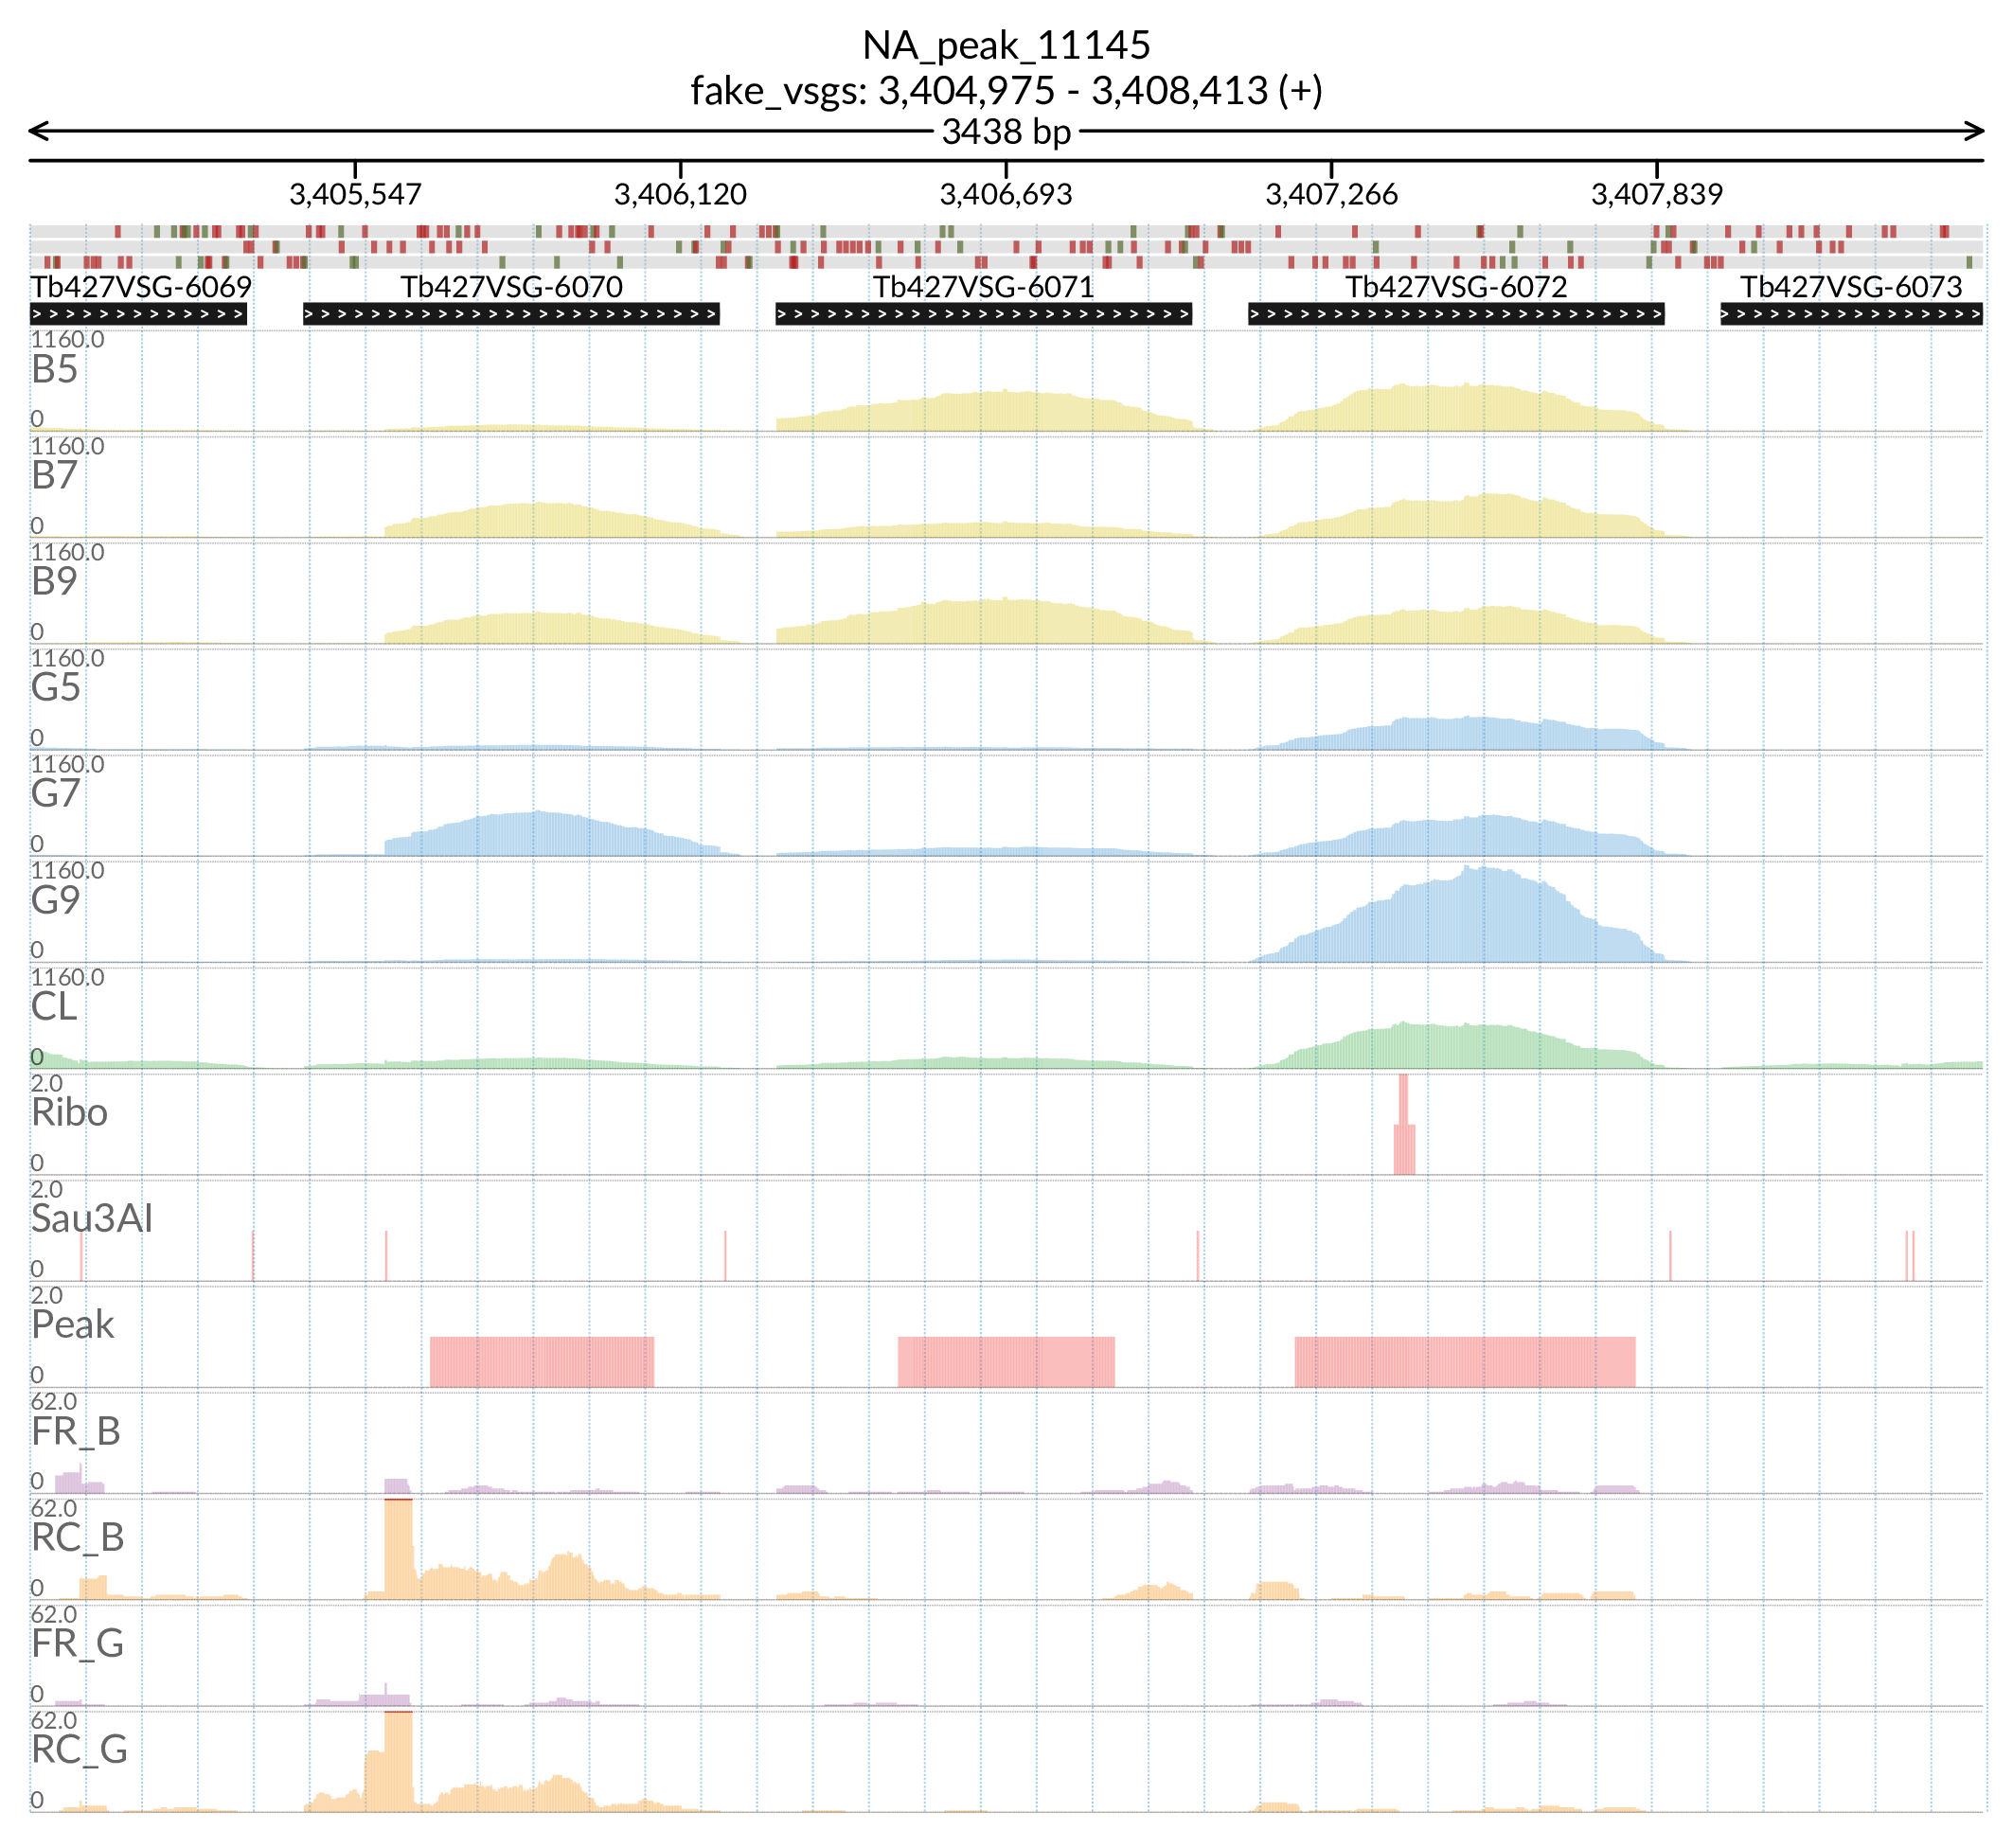 NA_peak_11145
fake_vsgs: 3,404,975 - 3,408,413 (+)
3438 bp
3,405,547 3,406,120 3,406,693 3,407,266 3,407,839
Tb427VSG-6069 Tb427VSG-6070 Tb427VSG-6071 Tb427VSG-6072 Tb427VSG-6073
1160.0
B5
0
1160.0
B7
0
1160.0
B9
0
1160.0
G5
0
1160.0
G7
0
1160.0
G9
0
1160.0
CL
0
2.0
Ribo
0
2.0
Sau3AI
0
2.0
Peak
0
62.0
FR_B
0
62.0
RC_B
0
62.0
FR_G
0
62.0
RC_G
0